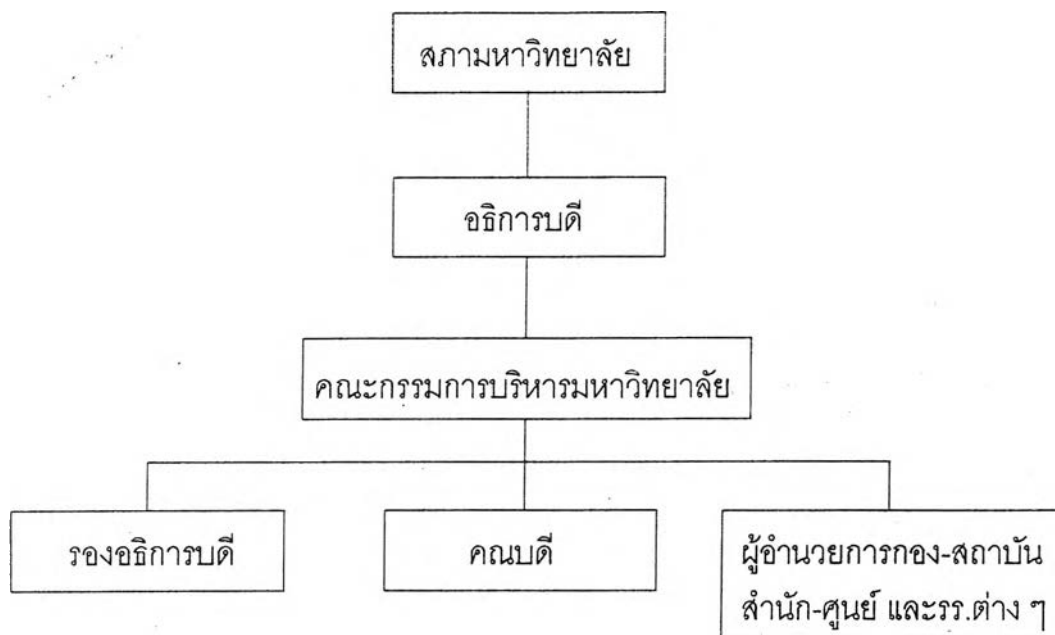 สภามหาวิทยาลัย
อธิการบดี
คณะกรรมการบริหารมหาวิทยาลัย
รองอธิการบดี
คณบดี
ผู้อำนวยการกอง-สถาบัน
สำนัก-ศูนย์ และรร.ต่าง ๆ